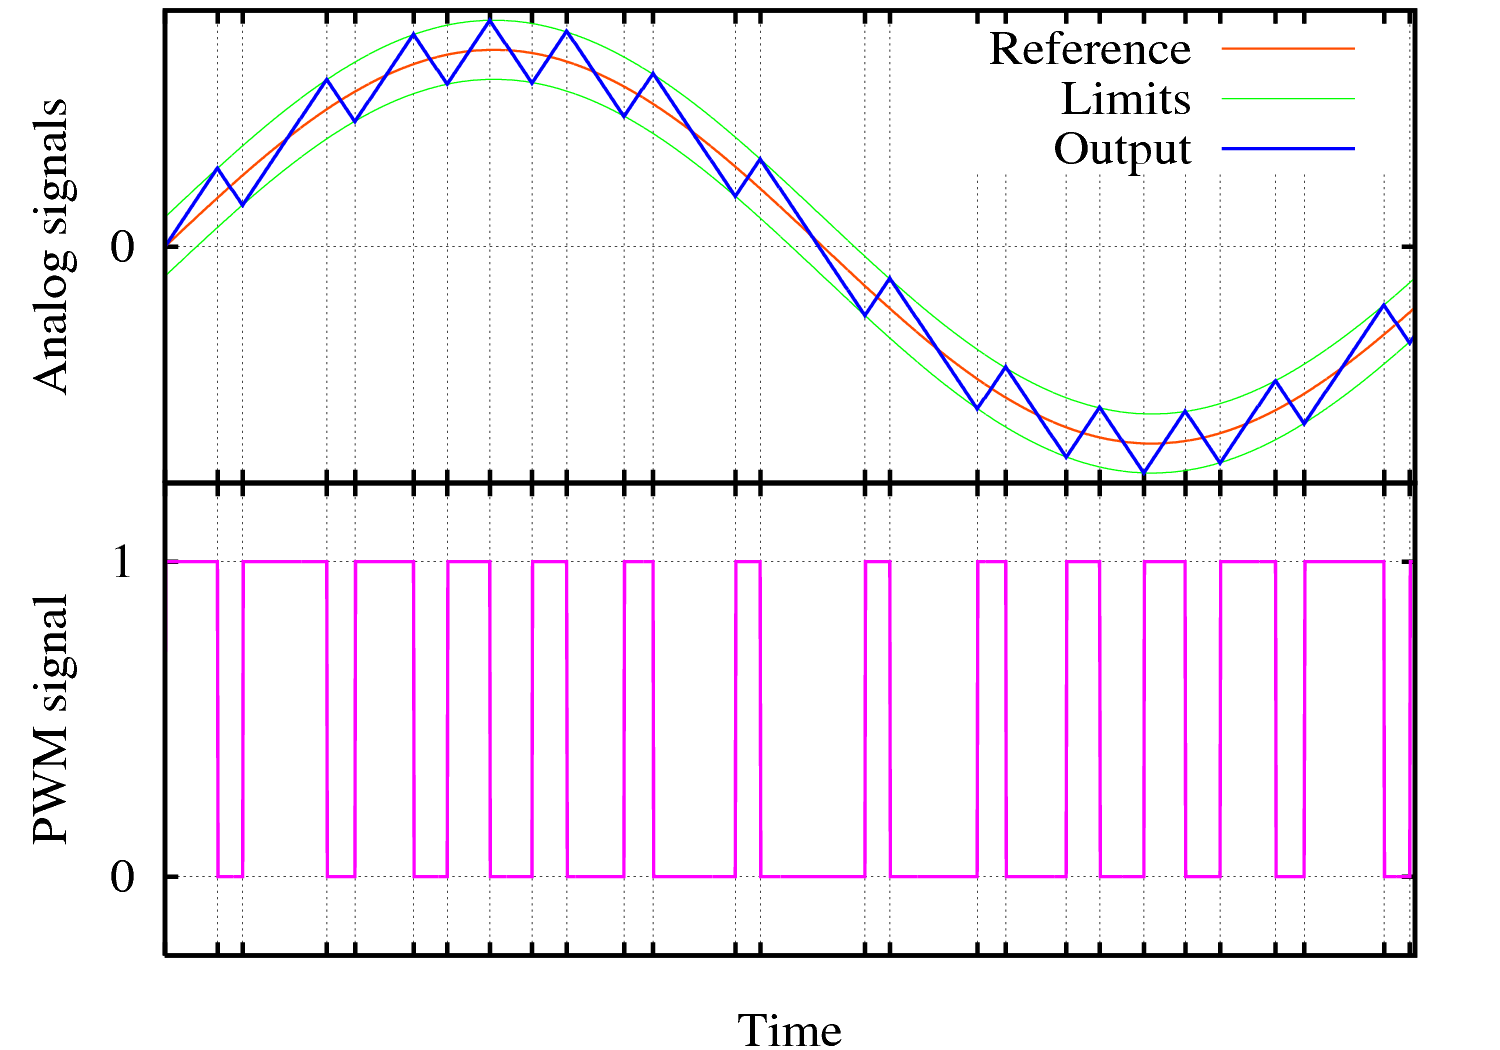 Reference
Limits
Output
Analog signals
0
1
PWM signal
0
Time